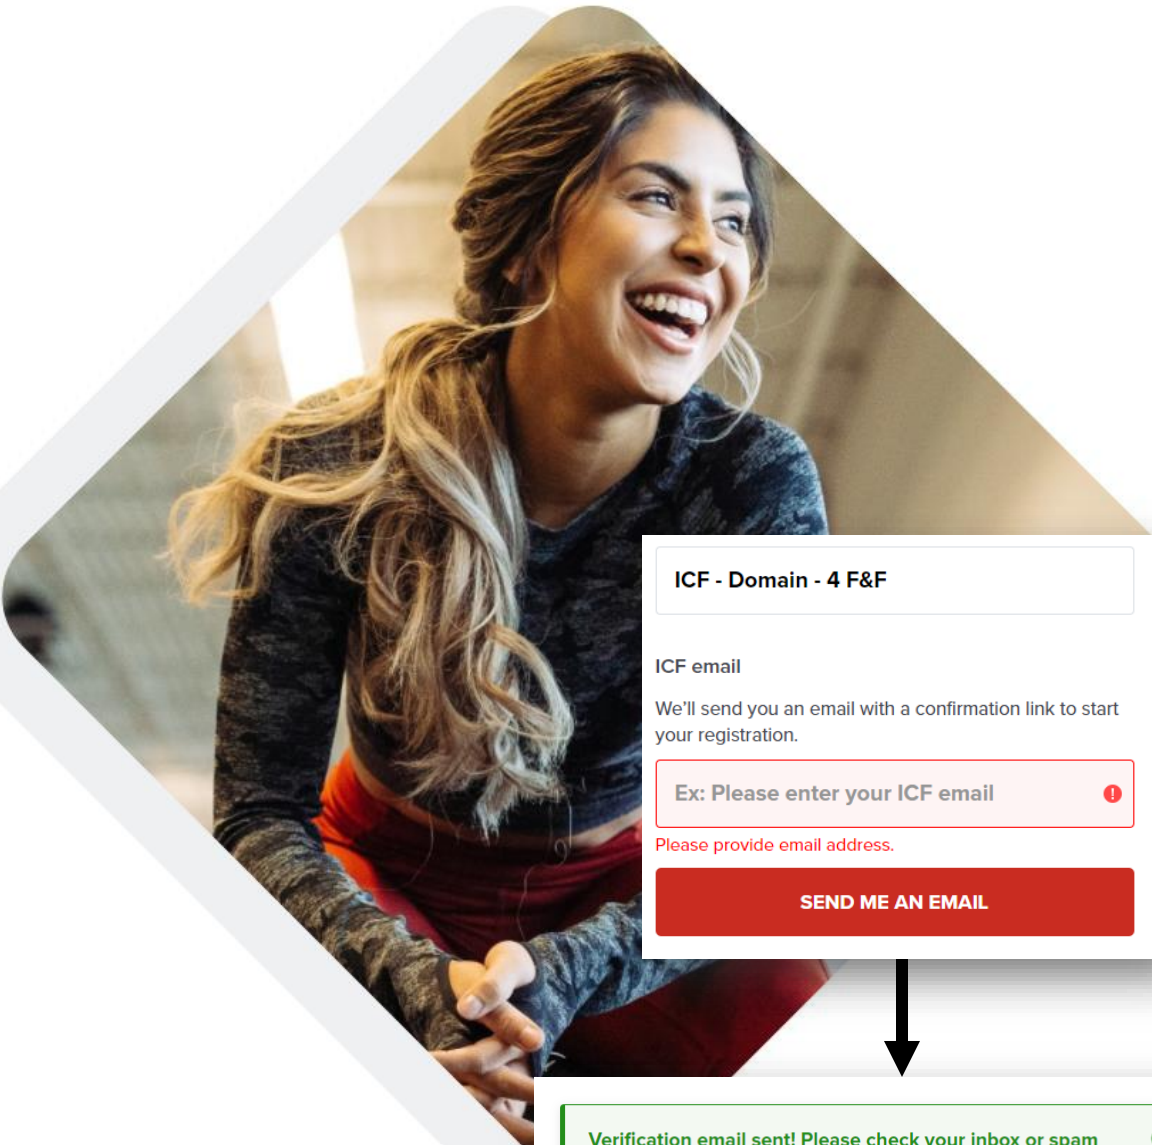 ICF - Domain - 4 F&F
ICF email
We'll send you an email with a confirmation link to start
your registration.
Ex: Please enter your ICF email
Please provide email address.
SEND ME AN EMAIL
Verification email sent! Please check your inbox or spam